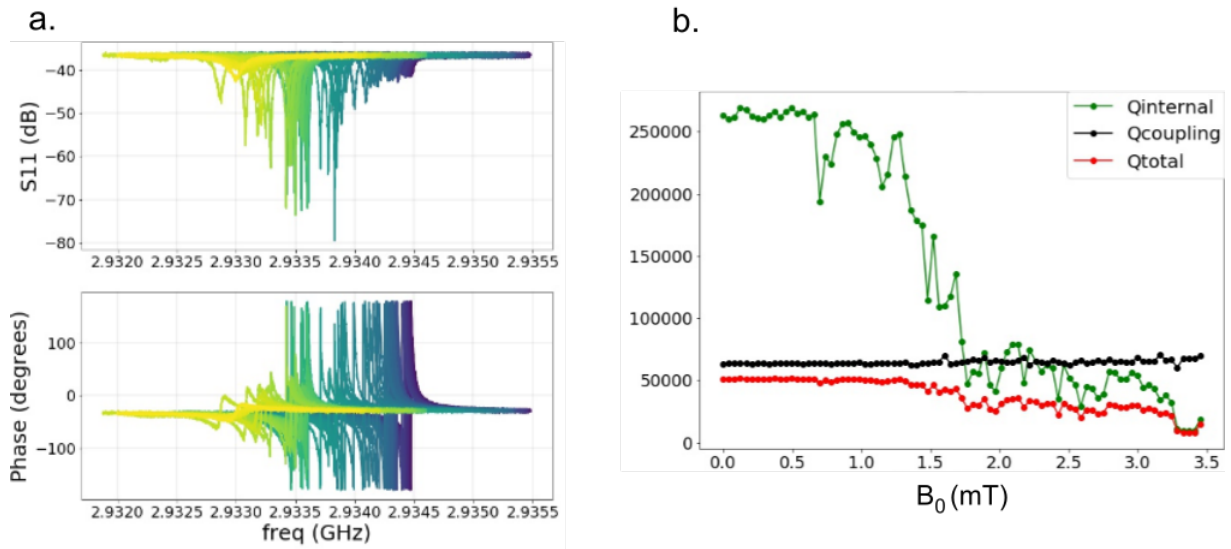 a.
b.
S11 (dB)
−40
−50
−60
−70
−80
2.9320 2.9325 2.9330 2.9335 2.9340 2.9345 2.9350 2.9355
Phase (degrees)
100
0
−100
2.9320 2.9325 2.9330 2.9335 2.9340 2.9345 2.9350 2.9355
freq (GHz)
Qinternal
Qcoupling
Qtotal
250000
200000
150000
100000
50000
0
0.0 0.5 1.0 1.5 2.0 2.5 3.0 3.5
B₀ (mT)